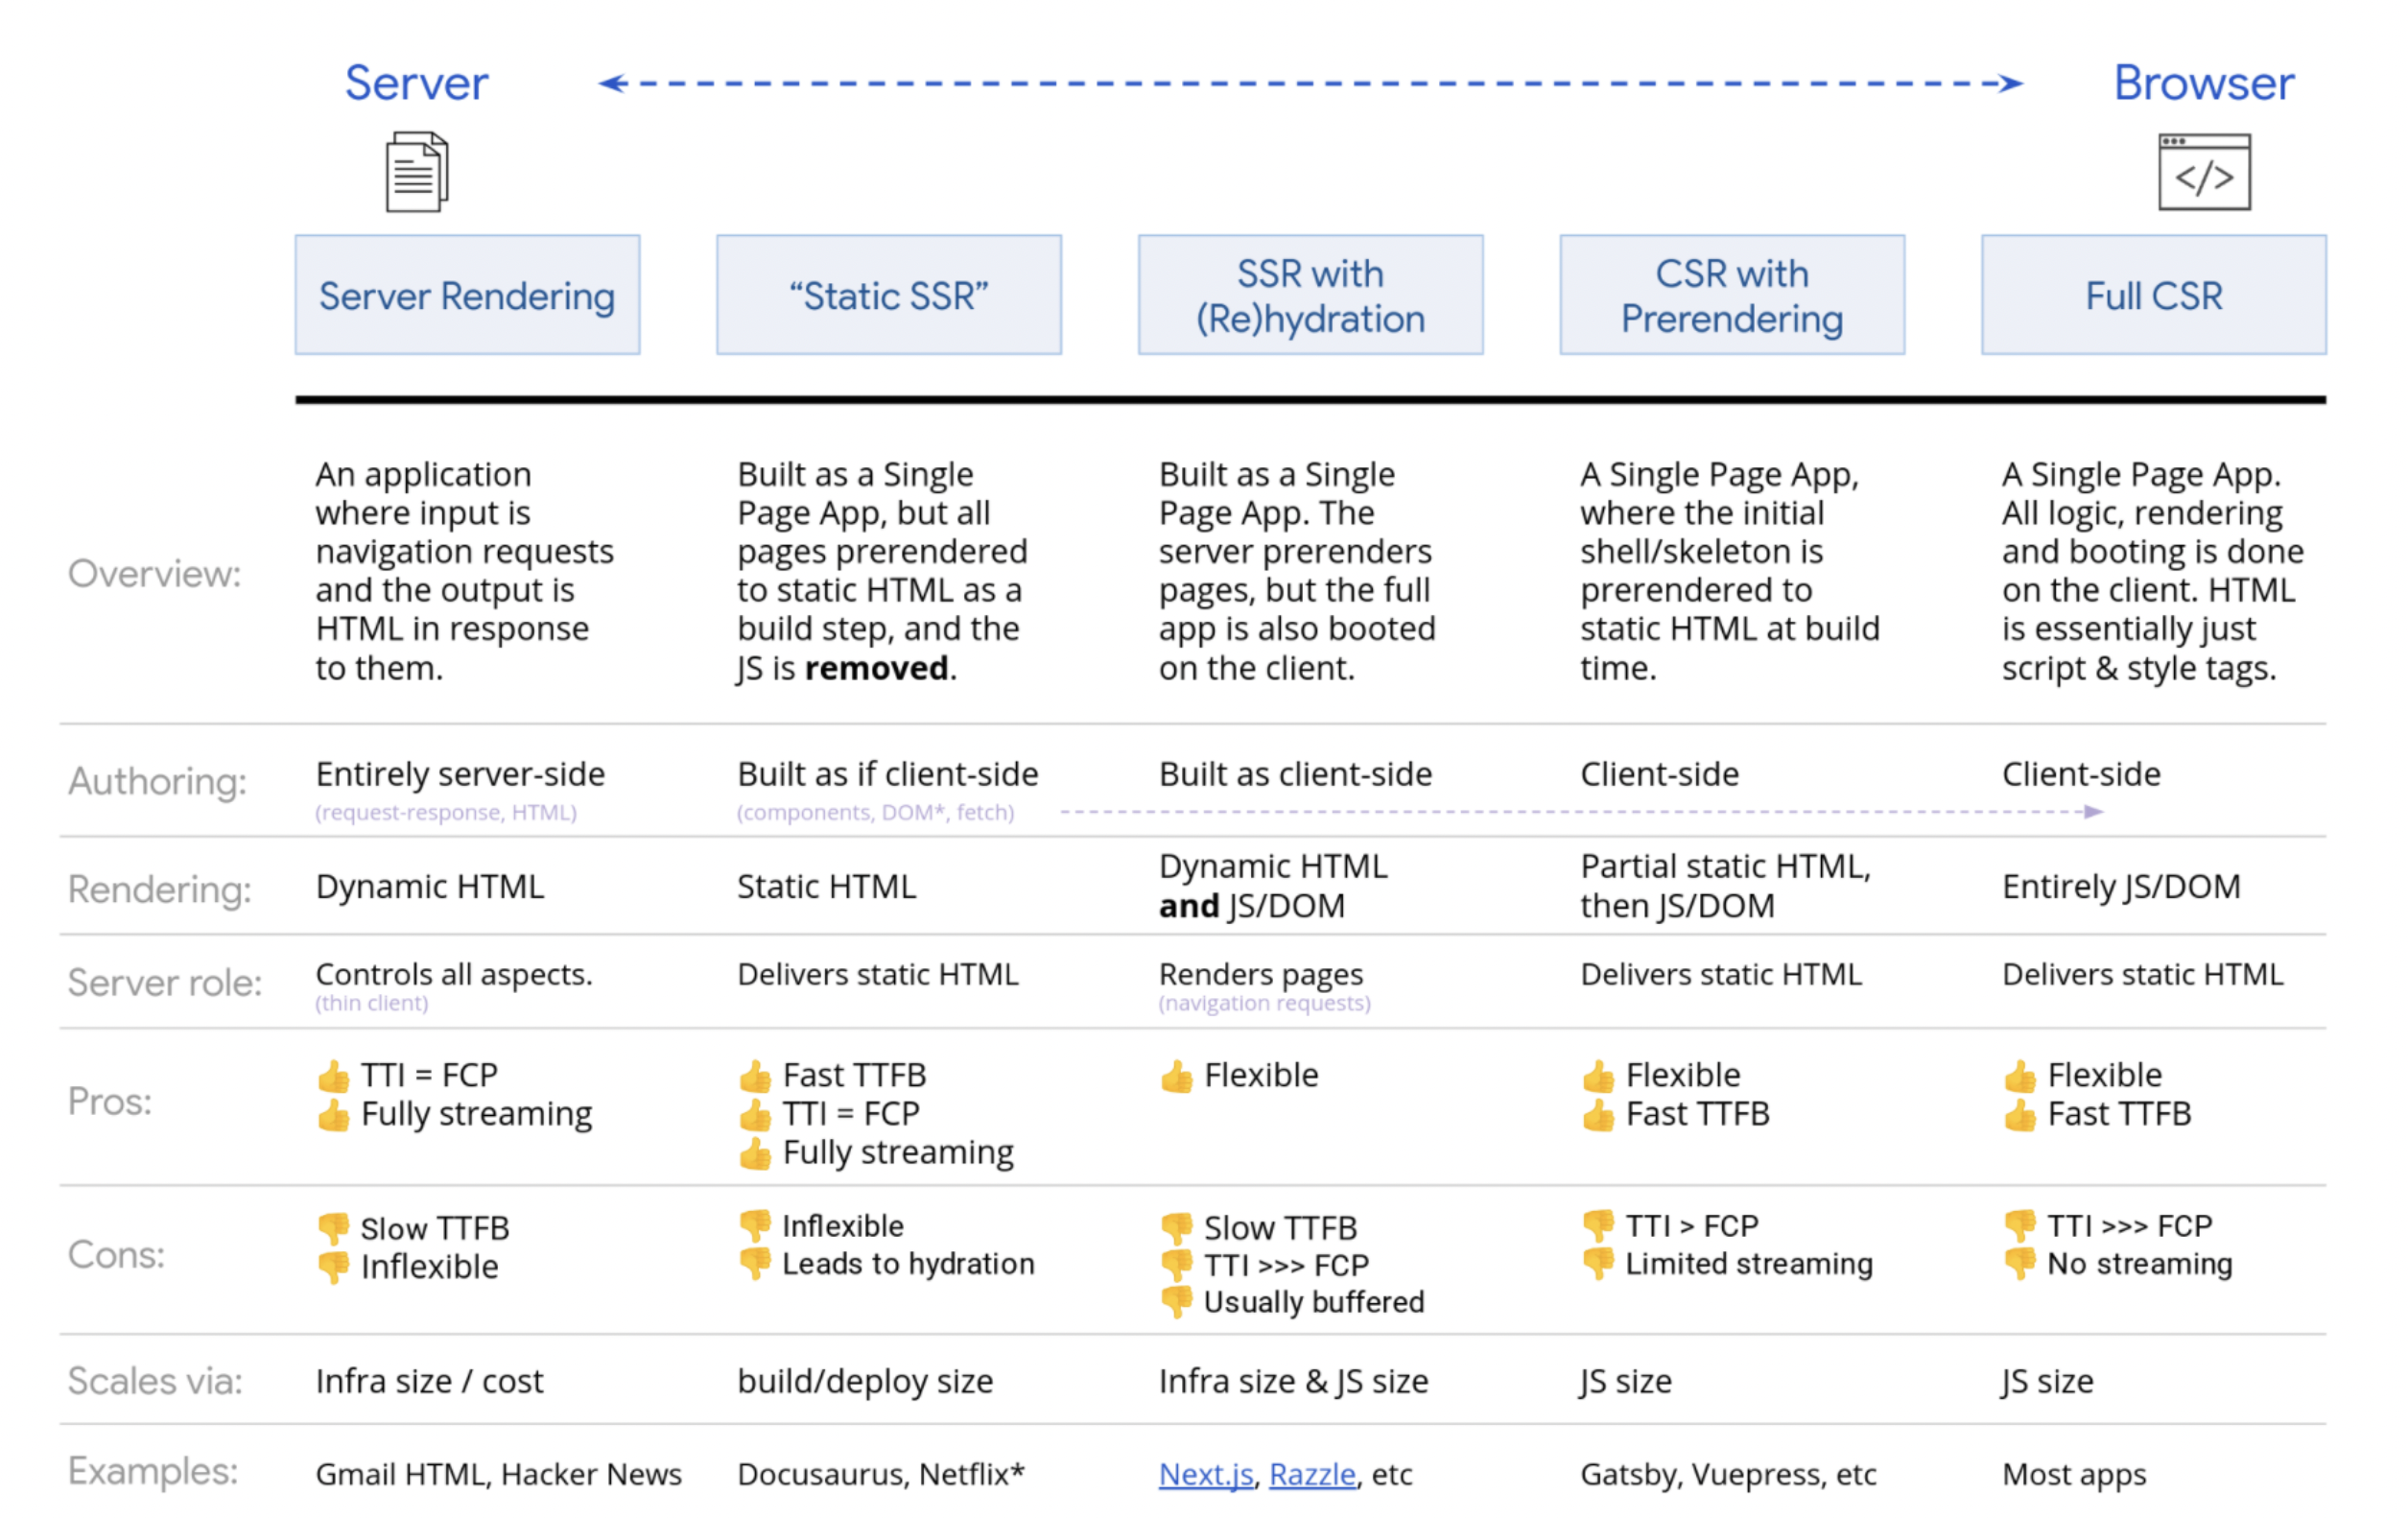 Server
Browser
</>
Server Rendering
“Static SSR”
SSR with
(Re)hydration
CSR with
Prerendering
Full CSR
Overview:
An application
where input is
navigation requests
and the output is
HTML in response
to them.
Built as a Single
Page App, but all
pages prerendered
to static HTML as a
build step, and the
JS is removed.
Built as a Single
Page App. The
server prerenders
pages, but the full
app is also booted
on the client.
A Single Page App,
where the initial
shell/skeleton is
prerendered to
static HTML at build
time.
A Single Page App.
All logic, rendering
and booting is done
on the client. HTML
is essentially just
script & style tags.
Authoring:
Entirely server-side
(request-response, HTML)
Built as if client-side
(components, DOM*, fetch)
Built as client-side
Client-side
Client-side
Rendering:
Dynamic HTML
Static HTML
Dynamic HTML
and JS/DOM
Partial static HTML,
then JS/DOM
Entirely JS/DOM
Server role:
Controls all aspects.
(thin client)
Delivers static HTML
Renders pages
(navigation requests)
Delivers static HTML
Delivers static HTML
Pros:
👍 TTI = FCP
👍 Fully streaming
👍 Fast TTFB
👍 TTI = FCP
👍 Fully streaming
👍 Flexible
👍 Flexible
👍 Fast TTFB
👍 Flexible
👍 Fast TTFB
Cons:
👎 Slow TTFB
👎 Inflexible
👎 Inflexible
👎 Leads to hydration
👎 Slow TTFB
👎 TTI >>> FCP
👎 Usually buffered
👎 TTI > FCP
👎 Limited streaming
👎 TTI >>> FCP
👎 No streaming
Scales via:
Infra size / cost
build/deploy size
Infra size & JS size
JS size
JS size
Examples:
Gmail HTML, Hacker News
Docusaurus, Netflix*
Next.js, Razzle, etc
Gatsby, Vuepress, etc
Most apps